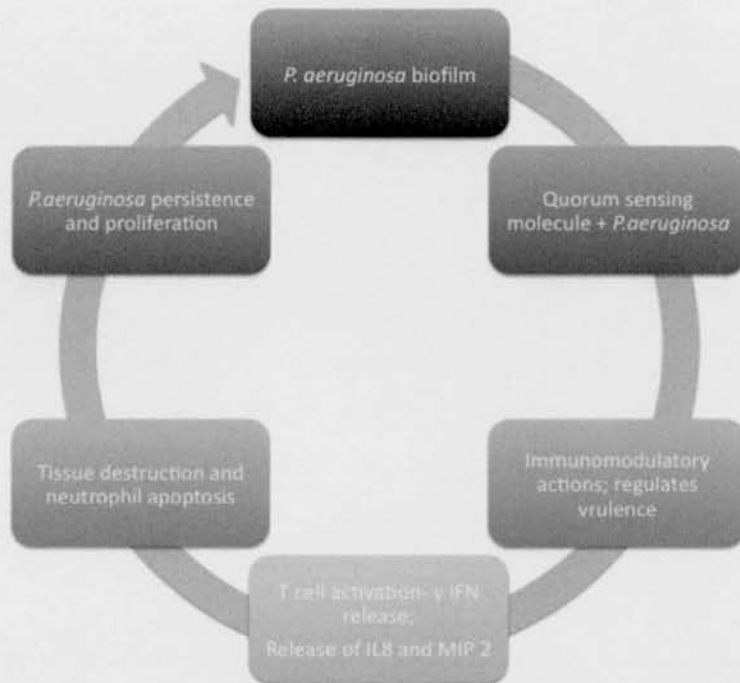 P. aeruginosa biofilm
Quorum sensing
molecule + P.aeruginosa
Immunomodulatory
actions; regulates
vrulence
T cell activation- γ IFN
release;
Release of IL8 and MIP 2
Tissue destruction and
neutrophil apoptosis
P.aeruginosa persistence
and proliferation